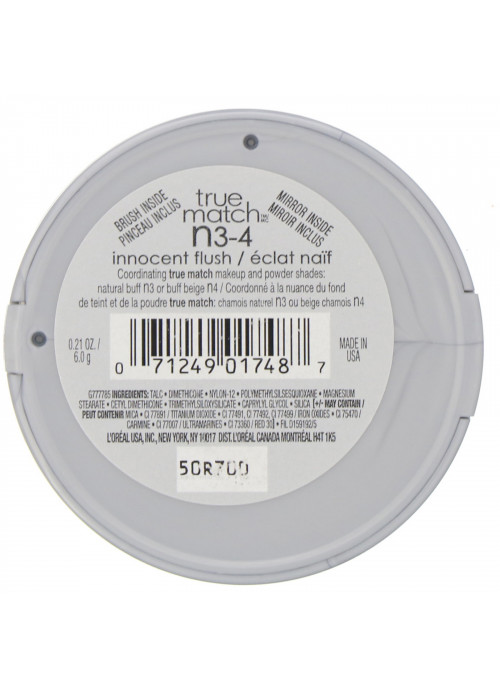 BRUSH INSIDE
PINCEAU INCLUS
true
match
MIRROR INSIDE
MIROIR INCLUS
n3-4
innocent flush / éclat naïf
Coordinating true match makeup and powder shades:
natural buff n3 or buff beige n4 / Coordonné à la nuance du fond
de teint et de la poudre true match: chamois naturel n3 ou beige chamois n4
0.21 OZ. /
6.0 g
MADE IN
USA
0 71249 01748 7
G777785 INGREDIENTS: TALC • DIMETHICONE • NYLON-12 • POLYMETHYLSILSESQUIOXANE • MAGNESIUM
STEARATE • CETYL DIMETHICONE • TRIMETHYLSILOXYSILICATE • CAPRYLYL GLYCOL • SILICA [+/- MAY CONTAIN /
PEUT CONTENIR MICA • CI 77891 / TITANIUM DIOXIDE • CI 77491, CI 77492, CI 77499 / IRON OXIDES • CI 75470 /
CARMINE • CI 77007 / ULTRAMARINES • CI 73360 / RED 30] • F.I.L D159192/5
L'ORÉAL USA, INC., NEW YORK, NY 10017 DIST. L'ORÉAL CANADA MONTRÉAL H4T 1K5
50R700